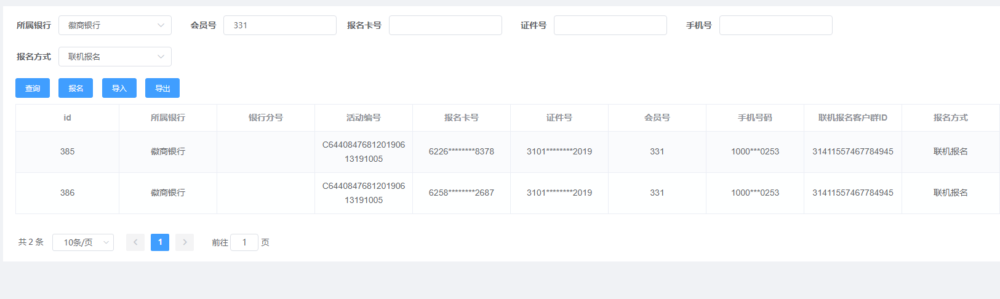 所属银行 徽商银行 会员号 331 报名卡号 证件号 手机号
报名方式 联机报名
查询 报名 导入 导出
id 所属银行 银行分号 活动编号 报名卡号 证件号 会员号 手机号码 联机报名客户群ID 报名方式
385 徽商银行 C6440847681201906 6226********8378 3101********2019 331 1000***0253 31411557467784945 联机报名
13191005
386 徽商银行 C6440847681201906 6258********2687 3101********2019 331 1000***0253 31411557467784945 联机报名
13191005
共 2 条 10条/页 1 前往 1 页